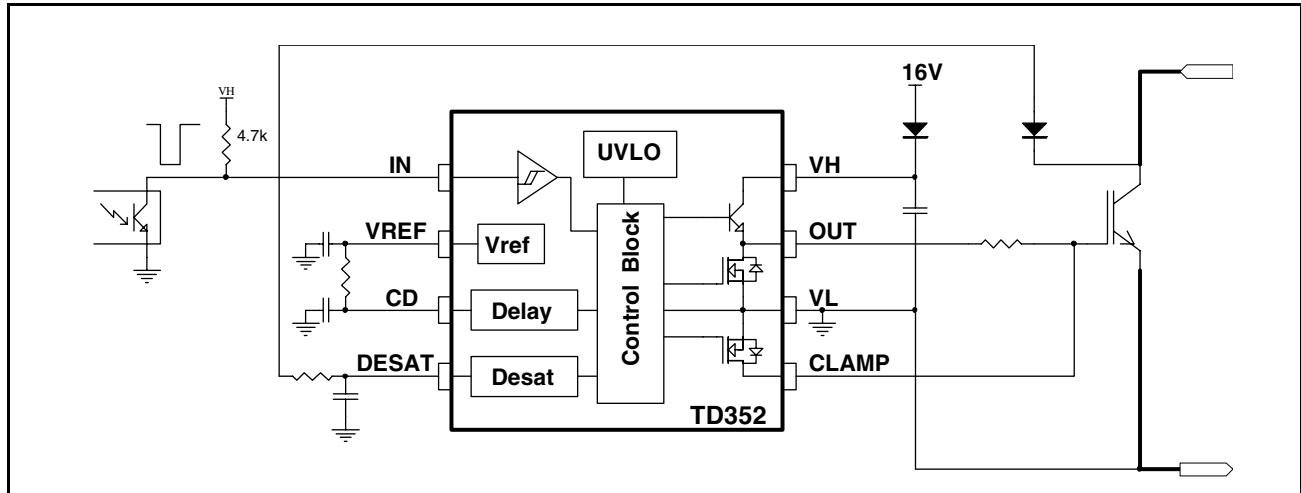 16V
VH
4.7k
IN
UVLO
VH
VREF
Vref
Control Block
OUT
CD
Delay
VL
DESAT
Desat
CLAMP
TD352